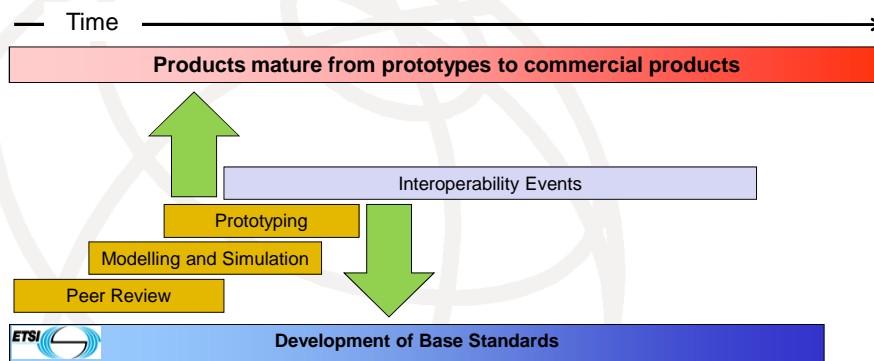 Time
Products mature from prototypes to commercial products
Interoperability Events
Prototyping
Modelling and Simulation
Peer Review
ETSI
Development of Base Standards